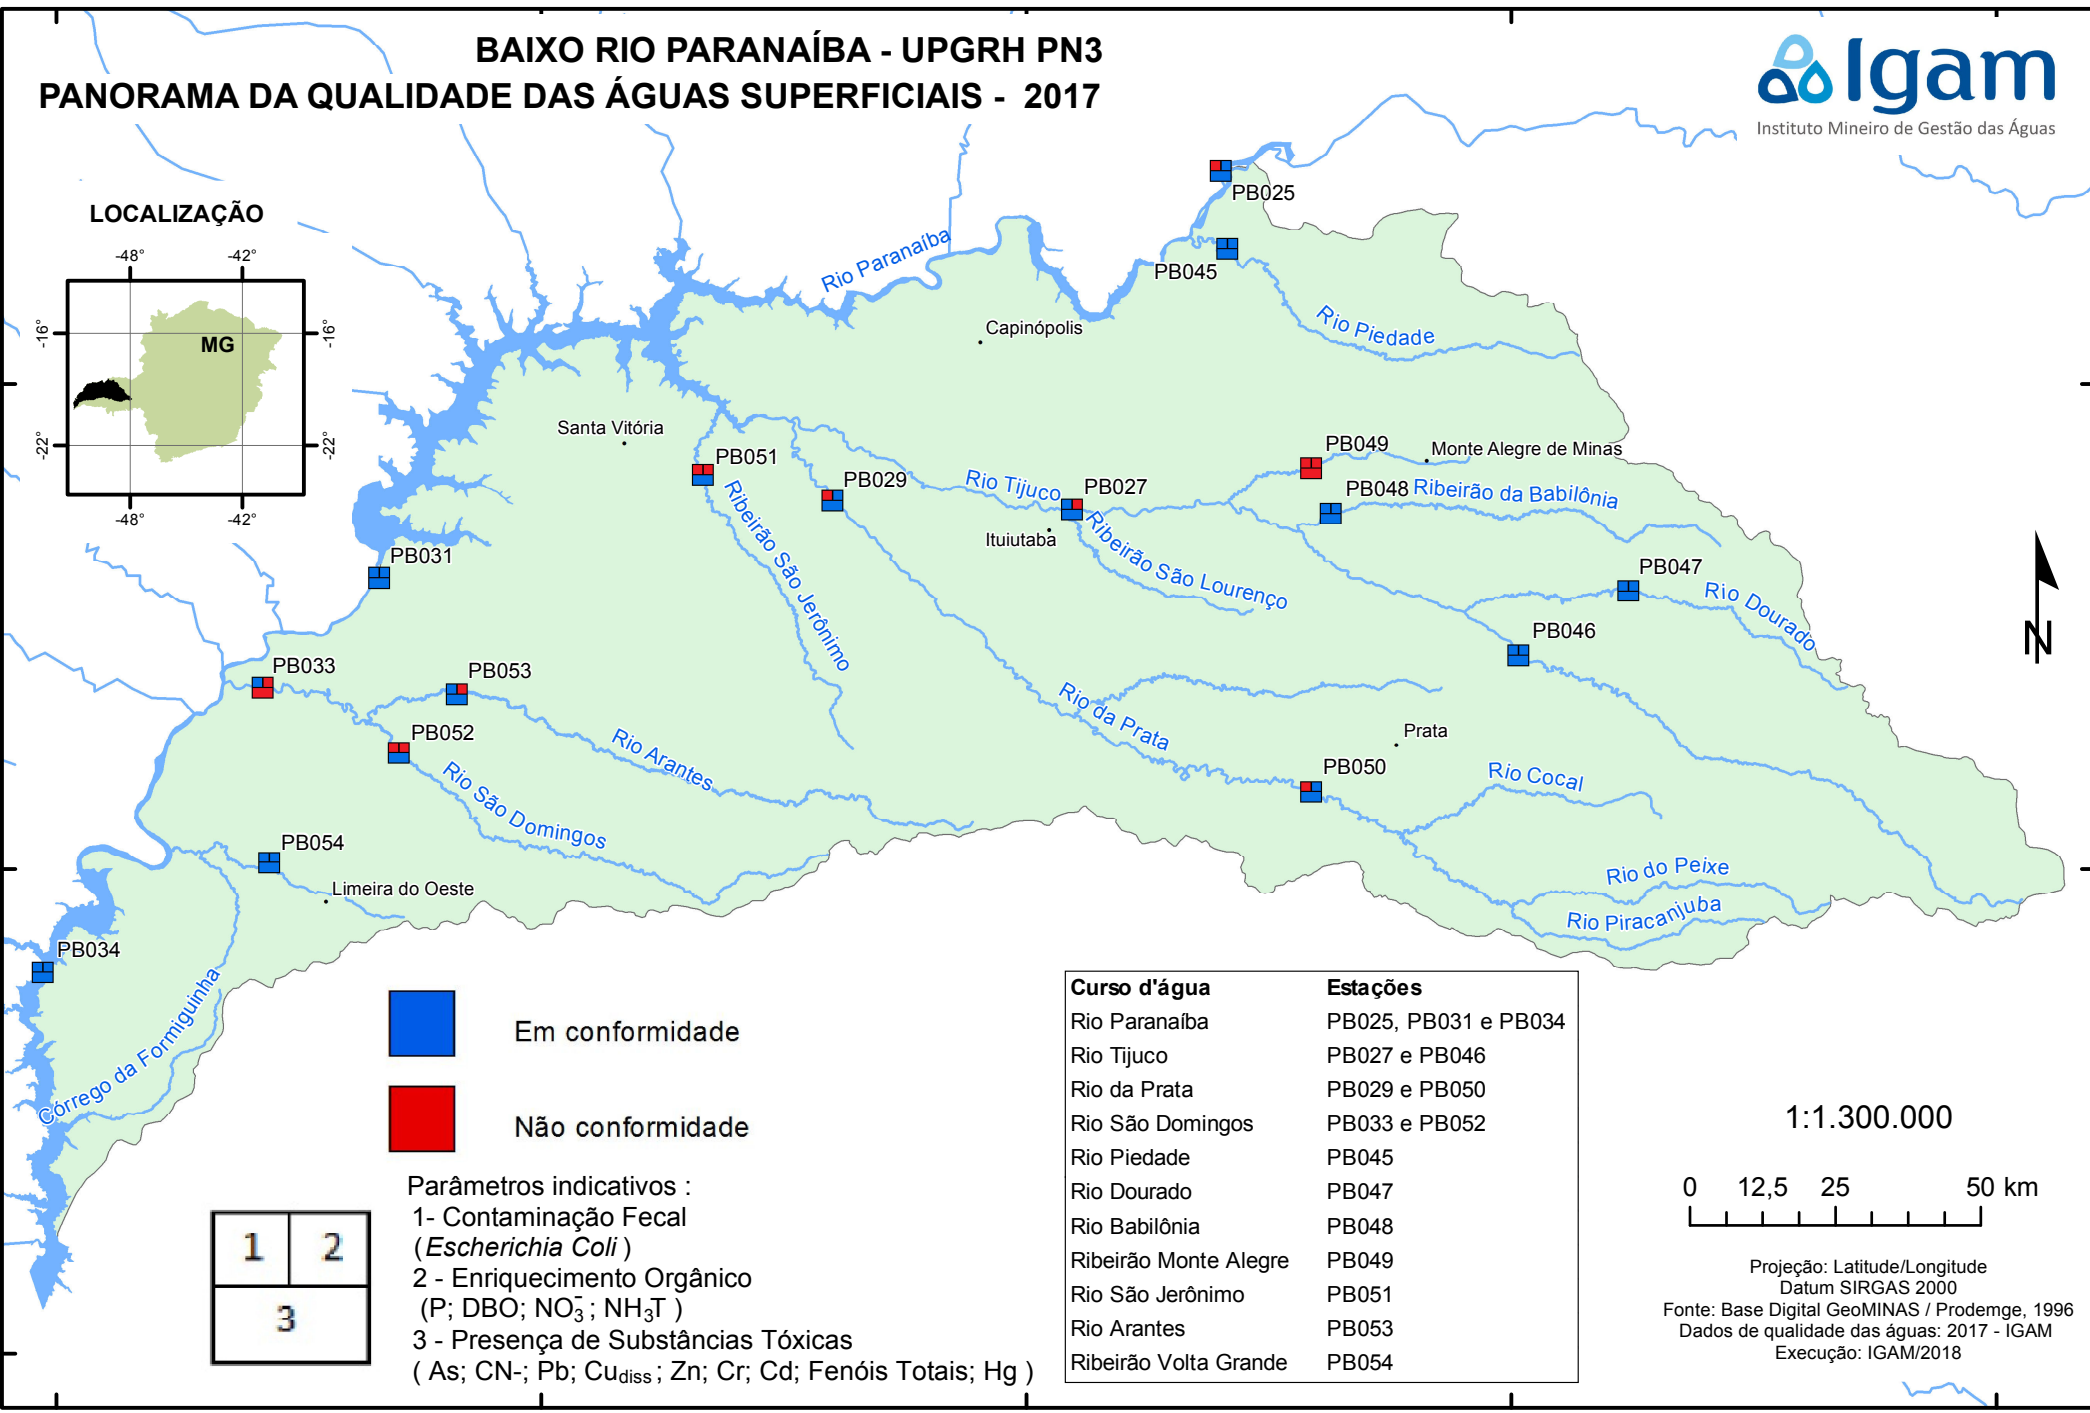 BAIXO RIO PARANAÍBA - UPGRH PN3
PANORAMA DA QUALIDADE DAS ÁGUAS SUPERFICIAIS - 2017
Igam
Instituto Mineiro de Gestão das Águas
LOCALIZAÇÃO
-48° -42°
-16° -16°
MG
-22° -22°
-48° -42°
PB025
Rio Paranaíba
PB045
Capinópolis
Rio Piedade
Santa Vitória
PB051
PB029
Rio Tijuco
PB027
PB049
Monte Alegre de Minas
PB048
Ribeirão da Babilônia
Ituiutaba
Ribeirão São Lourenço
Ribeirão São Jerônimo
PB031
PB047
Rio Dourado
PB046
N
PB033
PB053
PB052
Rio Arantes
Rio da Prata
Prata
PB050
Rio Cocal
Rio São Domingos
PB054
Limeira do Oeste
Rio do Peixe
Rio Piracanjuba
PB034
Córrego da Formiguinha
Em conformidade
Não conformidade
Parâmetros indicativos :
1- Contaminação Fecal
(Escherichia Coli )
2 - Enriquecimento Orgânico
(P; DBO; NO₃⁻; NH₃T )
3 - Presença de Substâncias Tóxicas
( As; CN-; Pb; Cudiss ; Zn; Cr; Cd; Fenóis Totais; Hg )
1 2
3
Curso d'água Estações
Rio Paranaíba PB025, PB031 e PB034
Rio Tijuco PB027 e PB046
Rio da Prata PB029 e PB050
Rio São Domingos PB033 e PB052
Rio Piedade PB045
Rio Dourado PB047
Rio Babilônia PB048
Ribeirão Monte Alegre PB049
Rio São Jerônimo PB051
Rio Arantes PB053
Ribeirão Volta Grande PB054
1:1.300.000
0 12,5 25 50 km
Projeção: Latitude/Longitude
Datum SIRGAS 2000
Fonte: Base Digital GeoMINAS / Prodemge, 1996
Dados de qualidade das águas: 2017 - IGAM
Execução: IGAM/2018